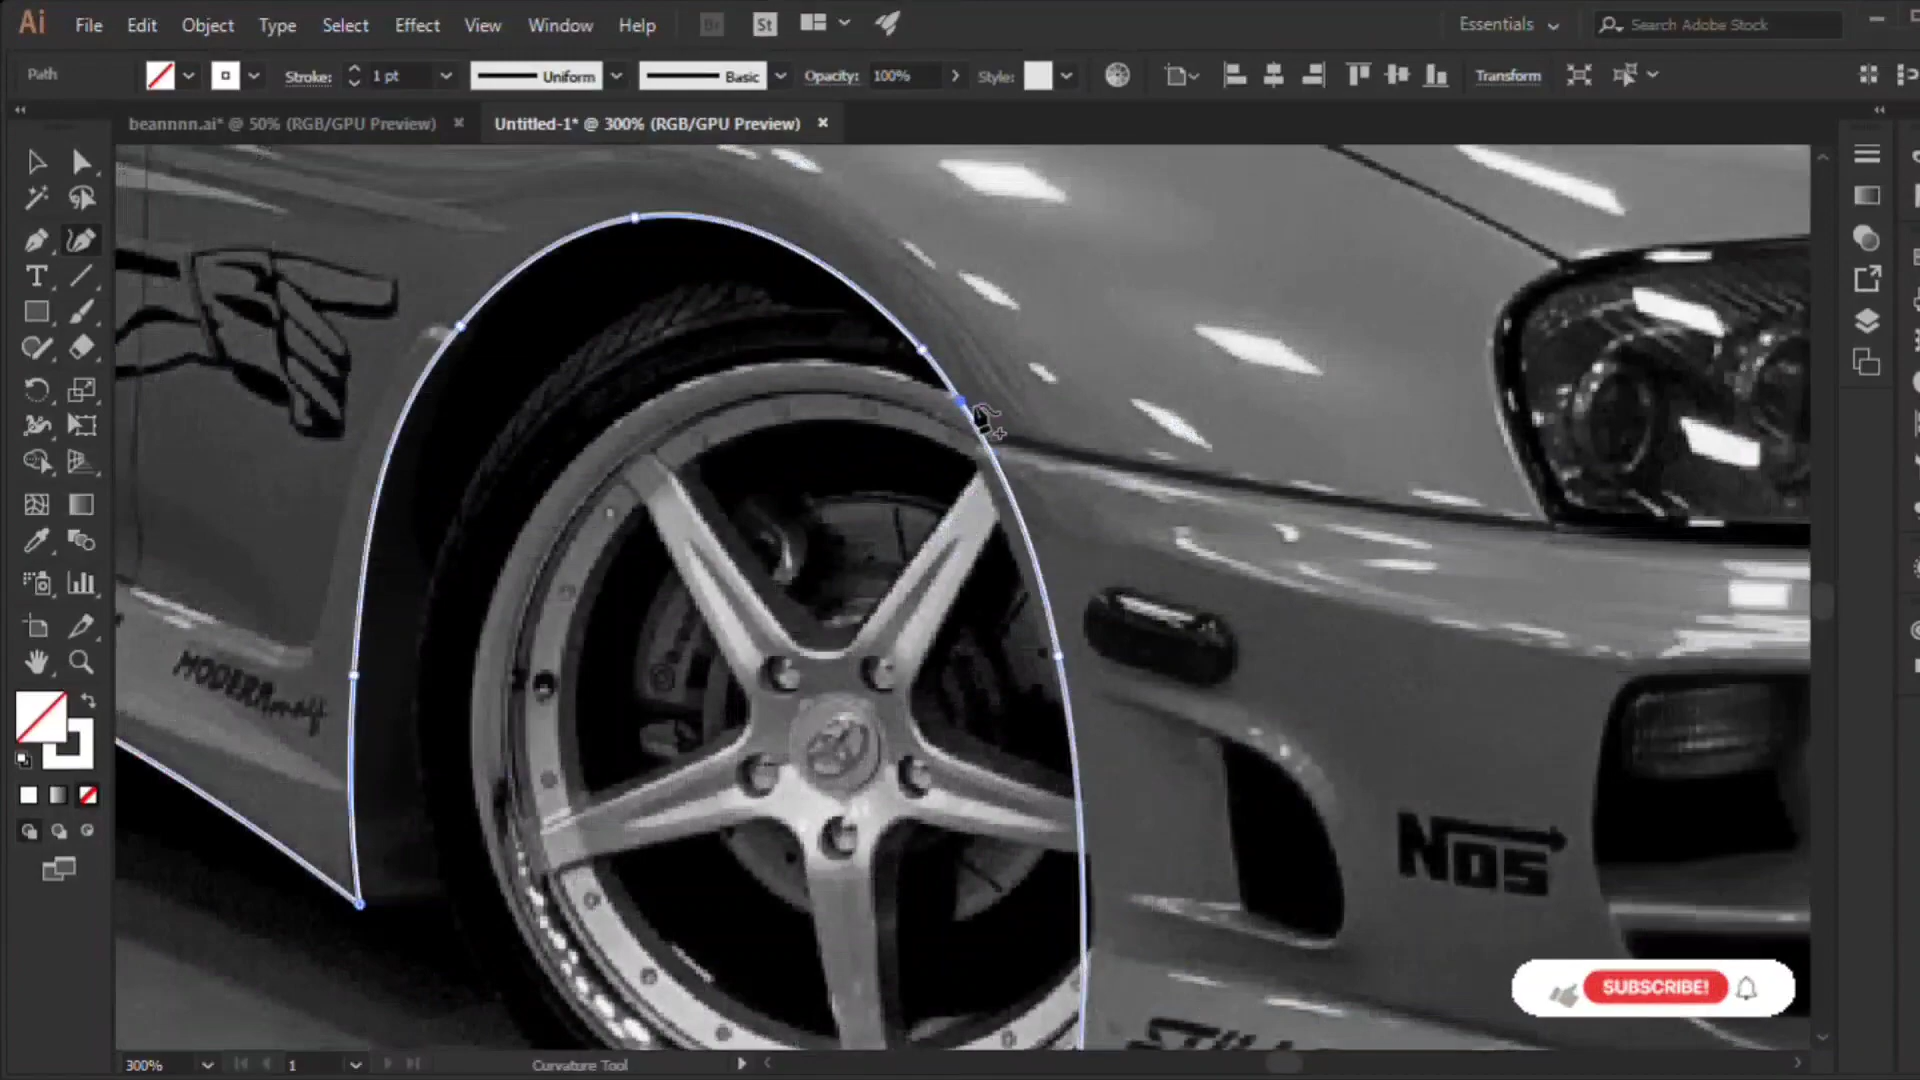 Ai File Edit Object Type Select Effect View Window Help Br St Essentials Search Adobe Stock
Path Stroke: 1 pt Uniform Basic Opacity: 100% Style: Transform
beannnn.ai* @ 50% (RGB/GPU Preview) Untitled-1* @ 300% (RGB/GPU Preview)
NOS
SUBSCRIBE!
300% 1 Curvature Tool